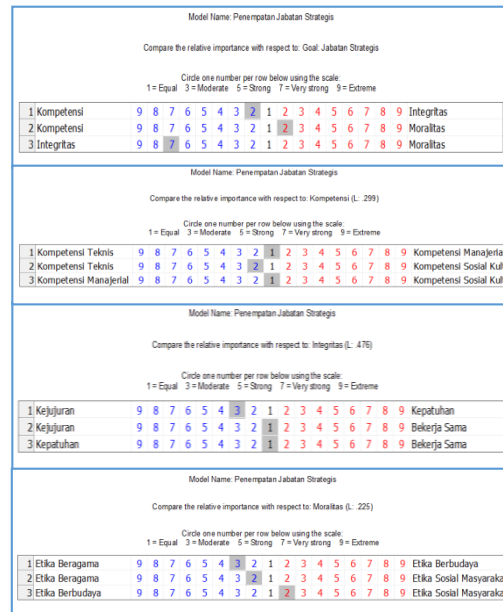 Model Name: Penempatan Jabatan Strategis
Compare the relative importance with respect to: Goal: Jabatan Strategis
Circle one number per row below using the scale:
1 = Equal 3 = Moderate 5 = Strong 7 = Very strong 9 = Extreme
1 Kompetensi 9 8 7 6 5 4 3 2 1 2 3 4 5 6 7 8 9 Integritas
2 Kompetensi 9 8 7 6 5 4 3 2 1 2 3 4 5 6 7 8 9 Moralitas
3 Integritas 9 8 7 6 5 4 3 2 1 2 3 4 5 6 7 8 9 Moralitas
Model Name: Penempatan Jabatan Strategis
Compare the relative importance with respect to: Kompetensi (L: .299)
Circle one number per row below using the scale:
1 = Equal 3 = Moderate 5 = Strong 7 = Very strong 9 = Extreme
1 Kompetensi Teknis 9 8 7 6 5 4 3 2 1 2 3 4 5 6 7 8 9 Kompetensi Manajerial
2 Kompetensi Teknis 9 8 7 6 5 4 3 2 1 2 3 4 5 6 7 8 9 Kompetensi Sosial Kult
3 Kompetensi Manajerial 9 8 7 6 5 4 3 2 1 2 3 4 5 6 7 8 9 Kompetensi Sosial Kult
Model Name: Penempatan Jabatan Strategis
Compare the relative importance with respect to: Integritas (L: .476)
Circle one number per row below using the scale:
1 = Equal 3 = Moderate 5 = Strong 7 = Very strong 9 = Extreme
1 Kejujuran 9 8 7 6 5 4 3 2 1 2 3 4 5 6 7 8 9 Kepatuhan
2 Kejujuran 9 8 7 6 5 4 3 2 1 2 3 4 5 6 7 8 9 Bekerja Sama
3 Kepatuhan 9 8 7 6 5 4 3 2 1 2 3 4 5 6 7 8 9 Bekerja Sama
Model Name: Penempatan Jabatan Strategis
Compare the relative importance with respect to: Moralitas (L: .225)
Circle one number per row below using the scale:
1 = Equal 3 = Moderate 5 = Strong 7 = Very strong 9 = Extreme
1 Etika Beragama 9 8 7 6 5 4 3 2 1 2 3 4 5 6 7 8 9 Etika Berbudaya
2 Etika Beragama 9 8 7 6 5 4 3 2 1 2 3 4 5 6 7 8 9 Etika Sosial Masyaraka
3 Etika Berbudaya 9 8 7 6 5 4 3 2 1 2 3 4 5 6 7 8 9 Etika Sosial Masyaraka